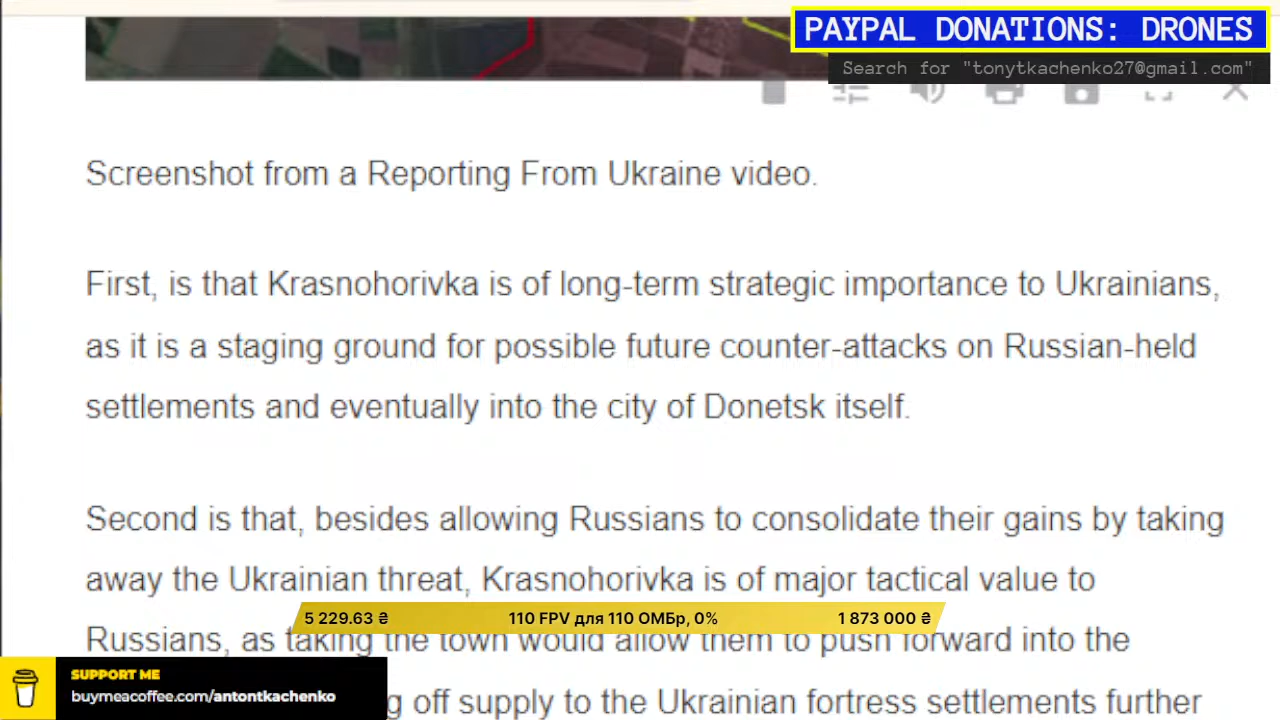 PAYPAL DONATIONS: DRONES
Search for "tonytkachenko27@gmail.com"
Screenshot from a Reporting From Ukraine video.
First, is that Krasnohorivka is of long-term strategic importance to Ukrainians,
as it is a staging ground for possible future counter-attacks on Russian-held
settlements and eventually into the city of Donetsk itself.
Second is that, besides allowing Russians to consolidate their gains by taking
away the Ukrainian threat, Krasnohorivka is of major tactical value to
5 229.63 ₴ 110 FPV для 110 ОМБр, 0% 1 873 000 ₴
Russians, as taking the town would allow them to push forward into the
SUPPORT ME
buymeacoffee.com/antontkachenko
off supply to the Ukrainian fortress settlements further